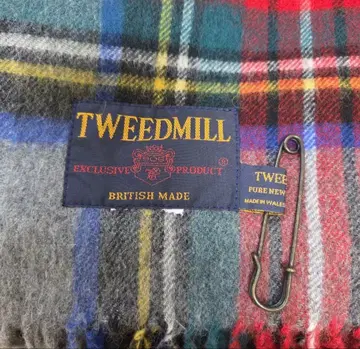 TWEEDMILL
EXCLUSIVE PRODUCT ®
BRITISH MADE
TWEE
PURE NEW
MADE IN WALES